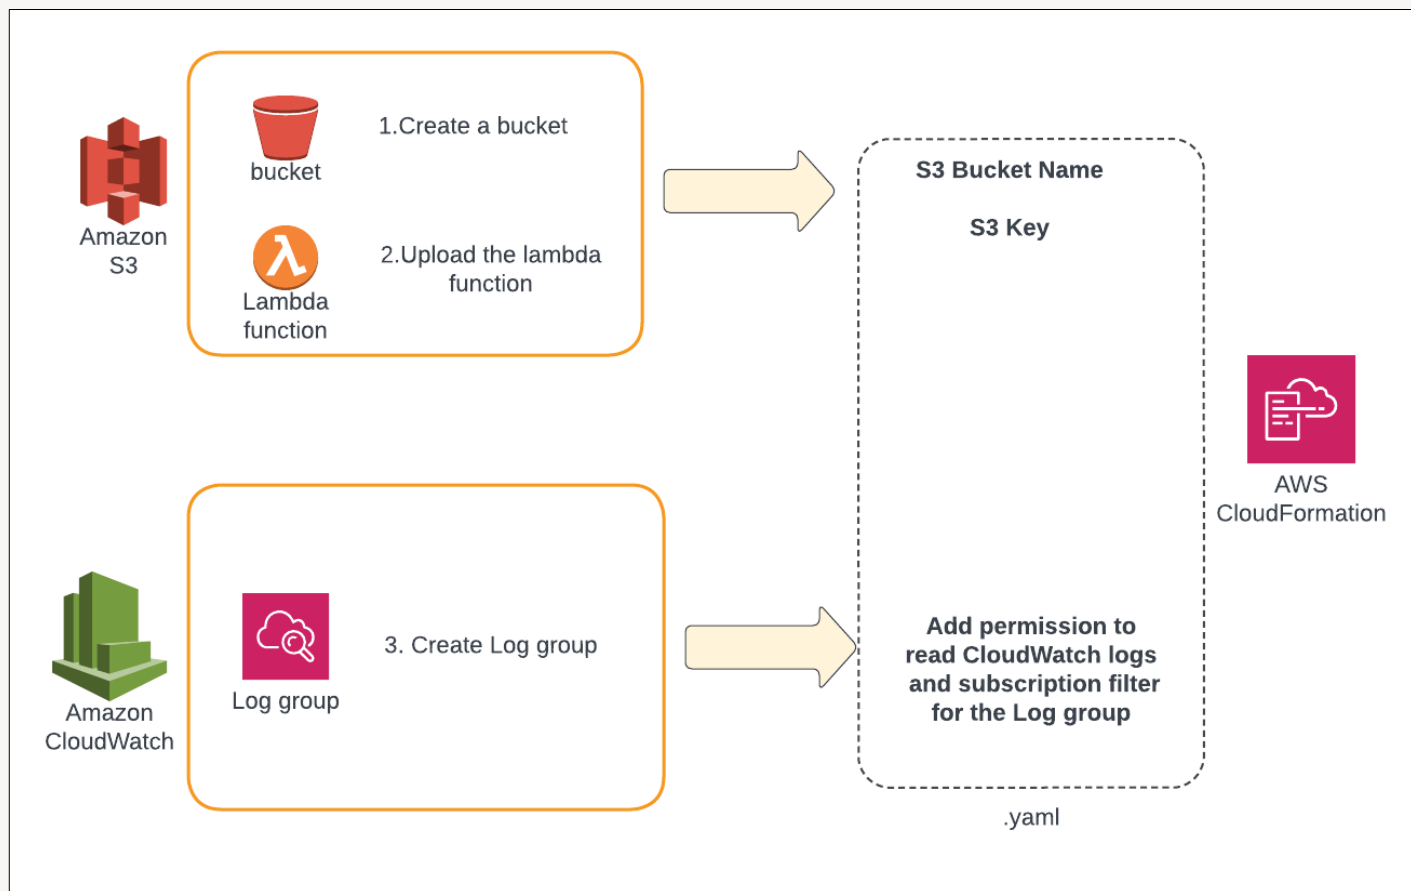 Amazon
S3
bucket
1.Create a bucket
Lambda
function
2.Upload the lambda
function
S3 Bucket Name
S3 Key
AWS
CloudFormation
Amazon
CloudWatch
Log group
3. Create Log group
Add permission to
read CloudWatch logs
and subscription filter
for the Log group
.yaml